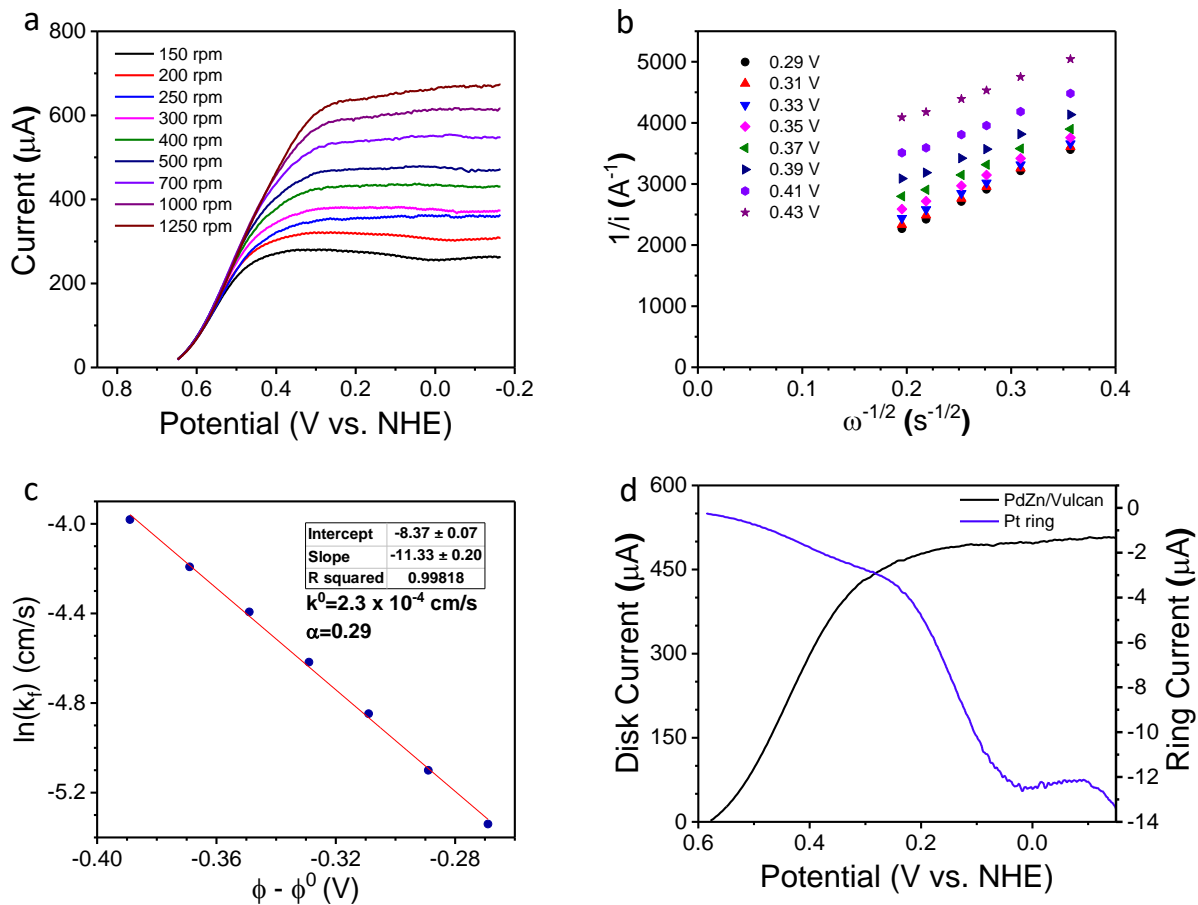 a
800
600
400
200
0
Current (μA)
150 rpm
200 rpm
250 rpm
300 rpm
400 rpm
500 rpm
700 rpm
1000 rpm
1250 rpm
0.8 0.6 0.4 0.2 0.0 -0.2
Potential (V vs. NHE)
b
5000
4000
3000
2000
1000
0
1/i (A⁻¹)
0.29 V
0.31 V
0.33 V
0.35 V
0.37 V
0.39 V
0.41 V
0.43 V
0.0 0.1 0.2 0.3 0.4
ω⁻¹/² (s⁻¹/²)
c
-4.0
-4.4
-4.8
-5.2
ln(k_f) (cm/s)
Intercept -8.37 ± 0.07
Slope -11.33 ± 0.20
R squared 0.99818
k⁰=2.3 x 10⁻⁴ cm/s
α=0.29
-0.40 -0.36 -0.32 -0.28
ϕ - ϕ⁰ (V)
d
600
450
300
150
0
Disk Current (μA)
PdZn/Vulcan
Pt ring
0
-2
-4
-6
-8
-10
-12
-14
Ring Current (μA)
0.6 0.4 0.2 0.0
Potential (V vs. NHE)